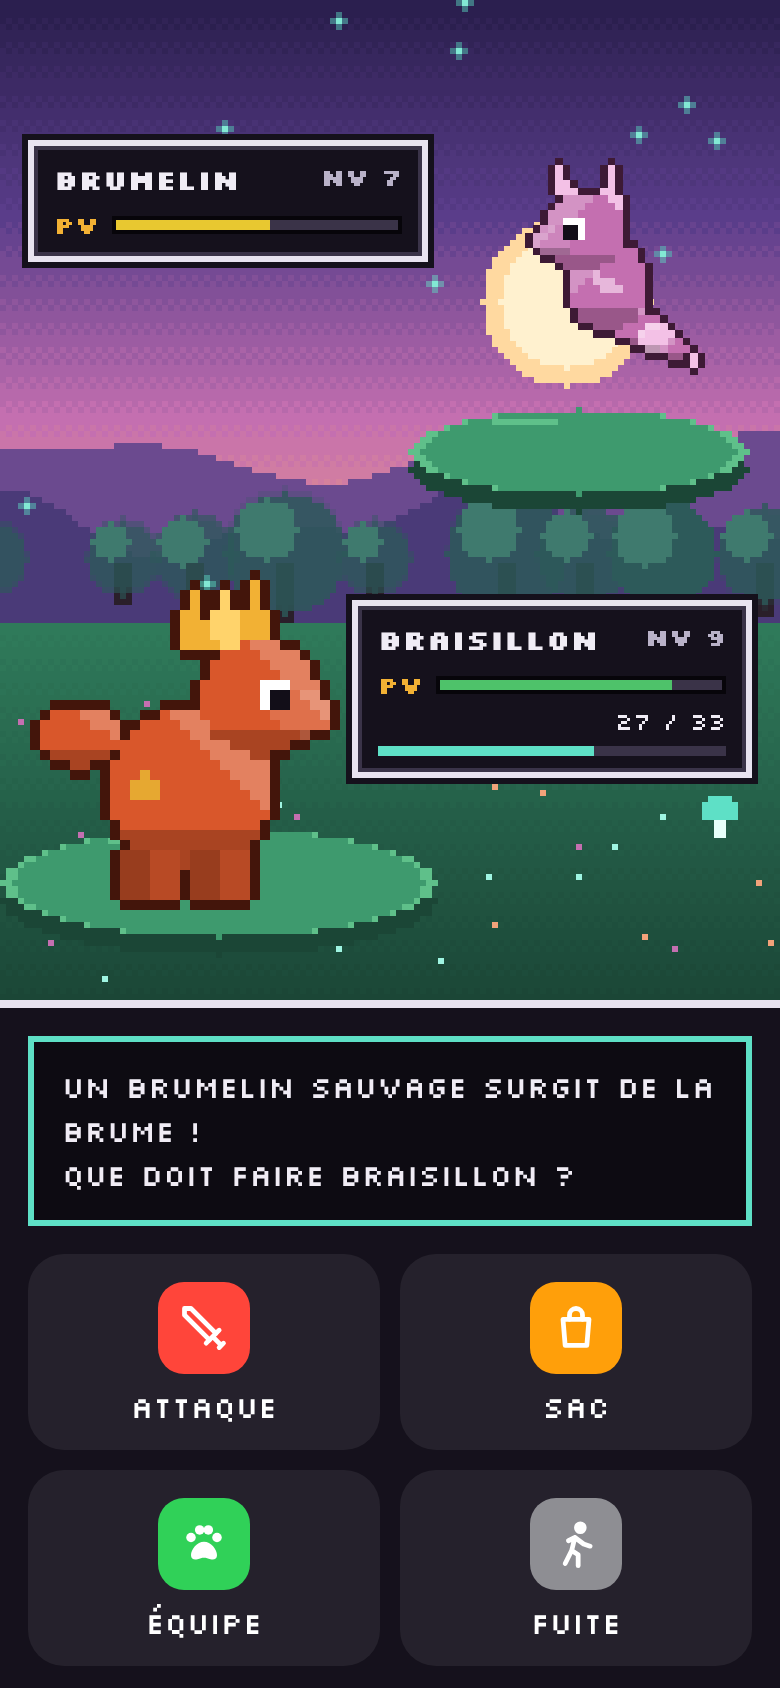 BRUMELIN NV 7
PV
BRAISILLON NV 9
PV
27 / 33
UN BRUMELIN SAUVAGE SURGIT DE LA
BRUME !
QUE DOIT FAIRE BRAISILLON ?
ATTAQUE
SAC
ÉQUIPE
FUITE